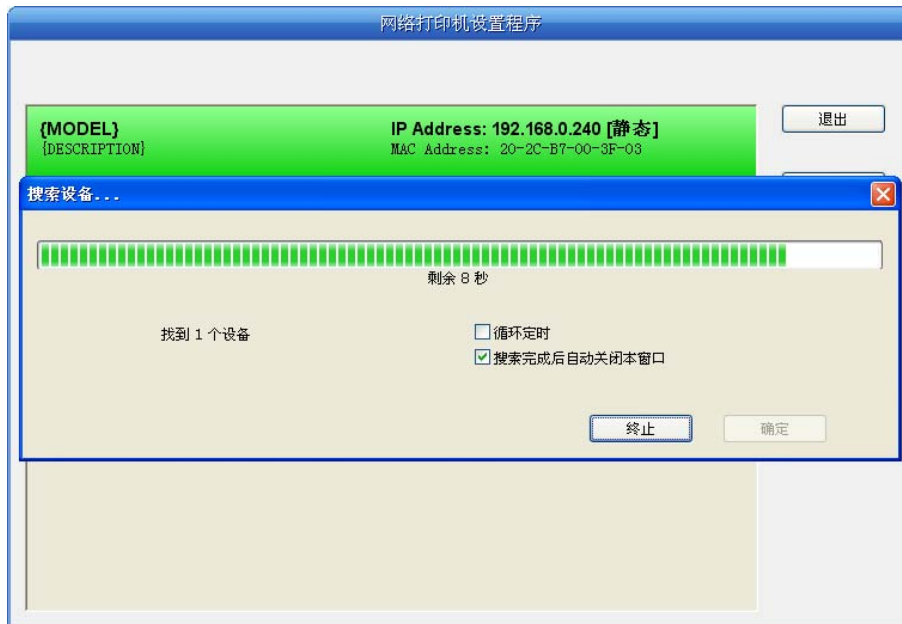 网络打印机设置程序
{MODEL}
{DESCRIPTION}
IP Address: 192.168.0.240 [静态]
MAC Address: 20-2C-B7-00-3F-03
退出
搜索设备...
剩余 8 秒
找到 1 个设备
循环定时
搜索完成后自动关闭本窗口
终止
确定